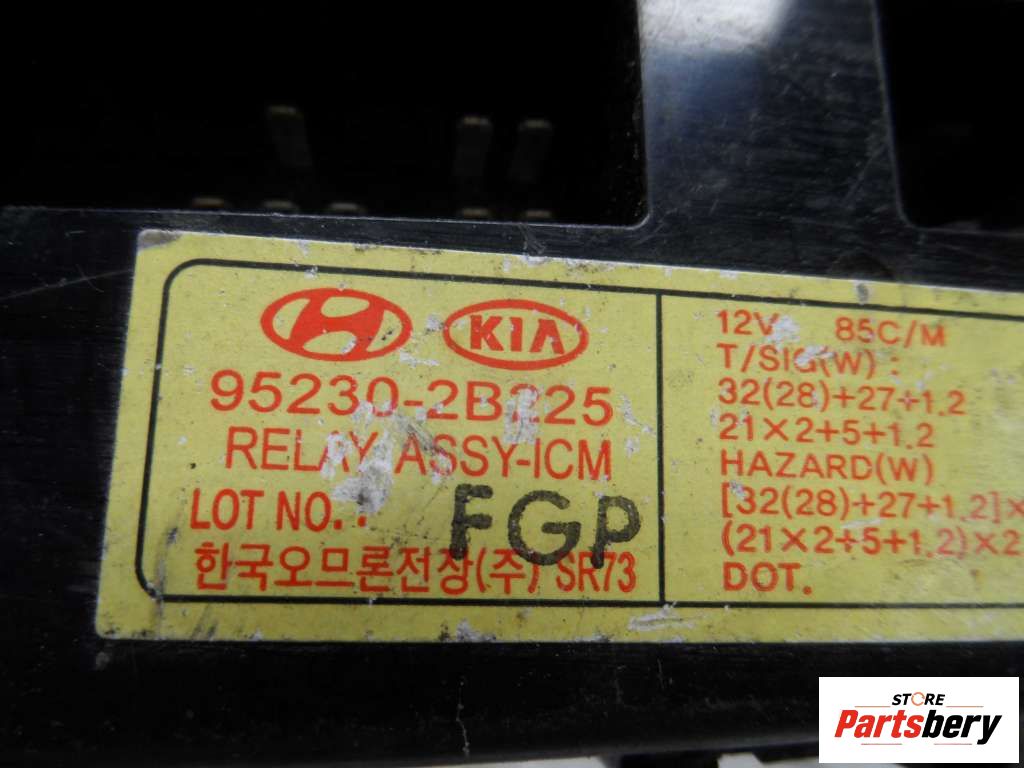 KIA
95230-2B225
RELAY ASSY-ICM
LOT NO. : FGP
한국오므론전장(주) SR73
12V 85C/M
T/SIG(W) :
32(28)+27+1.2
21×2+5+1.2
HAZARD(W)
[32(28)+27+1.2]×
(21×2+5+1.2)×2
DOT.
STORE
Partsbery